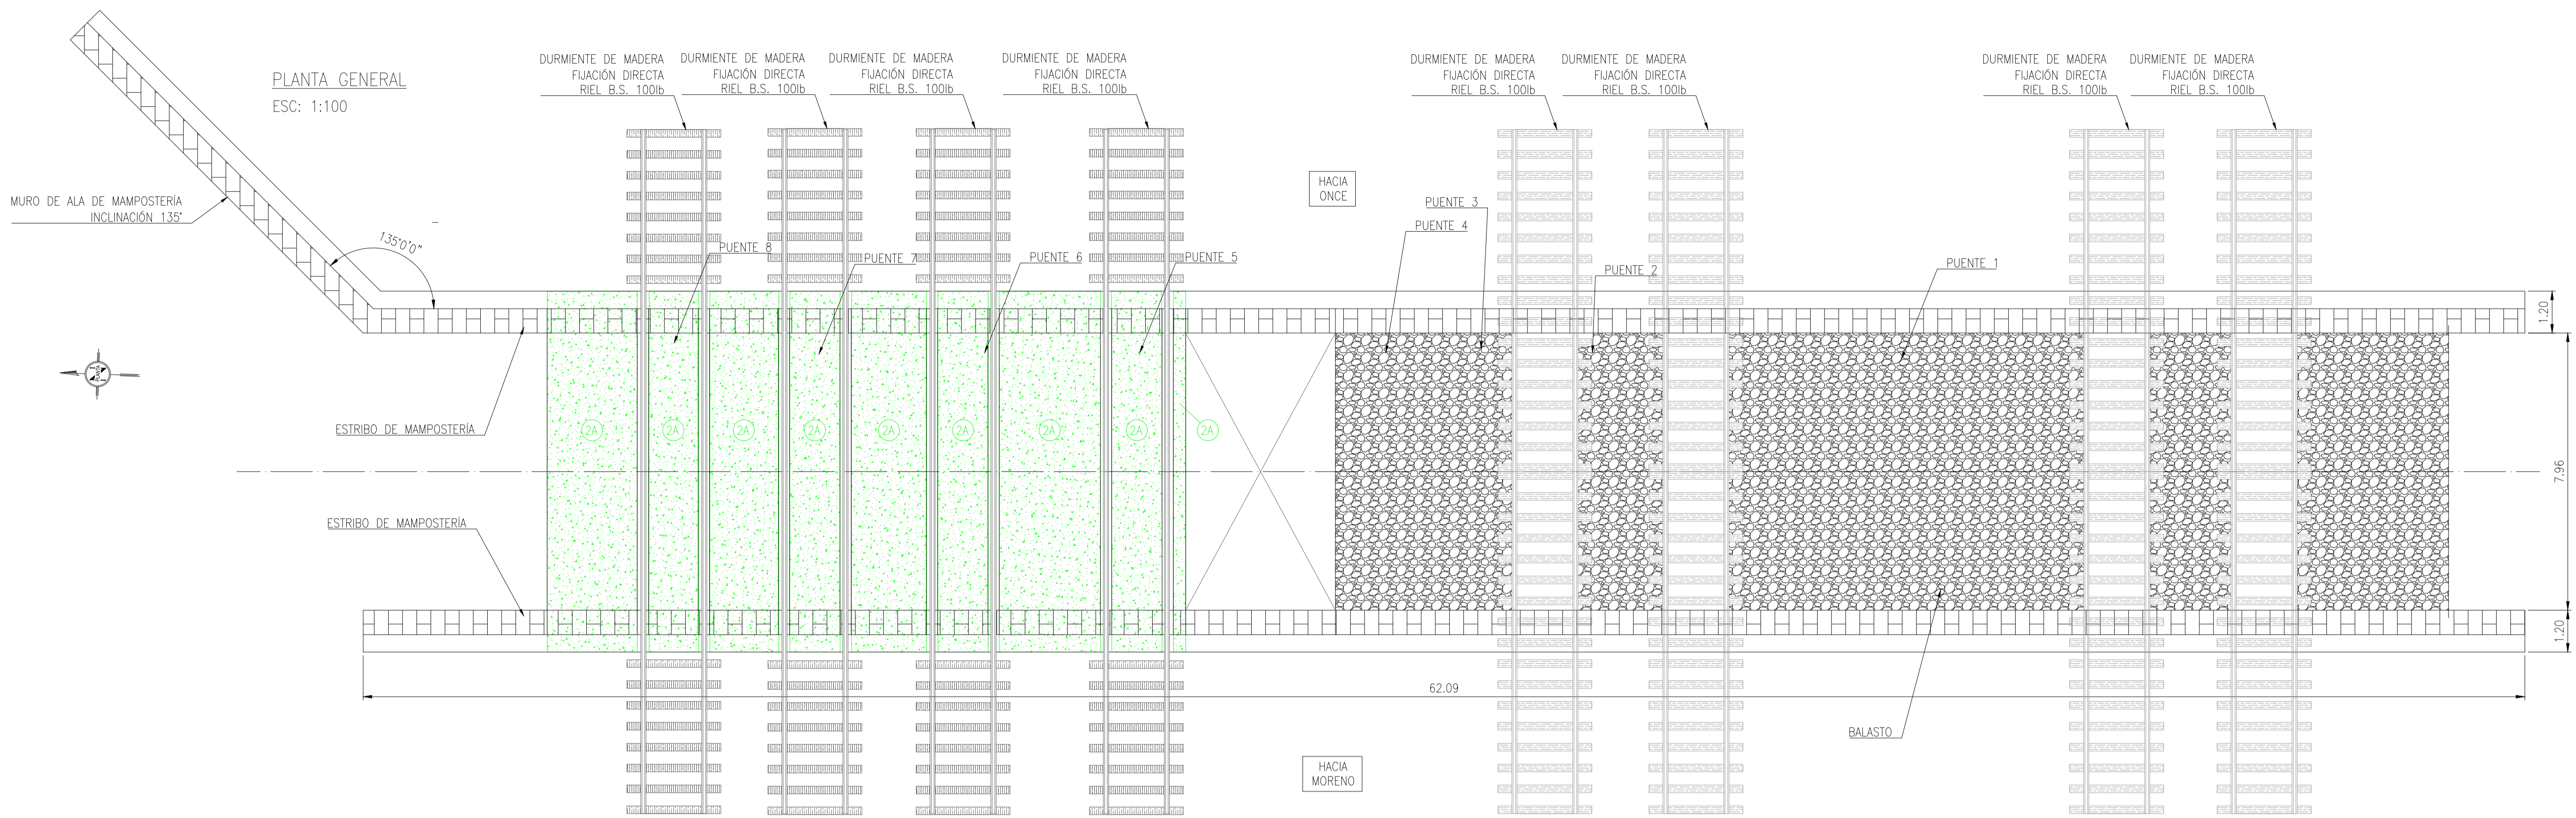 PLANTA GENERAL
ESC: 1:100
DURMIENTE DE MADERA
FIJACIÓN DIRECTA
RIEL B.S. 100lb
DURMIENTE DE MADERA
FIJACIÓN DIRECTA
RIEL B.S. 100lb
DURMIENTE DE MADERA
FIJACIÓN DIRECTA
RIEL B.S. 100lb
DURMIENTE DE MADERA
FIJACIÓN DIRECTA
RIEL B.S. 100lb
DURMIENTE DE MADERA
FIJACIÓN DIRECTA
RIEL B.S. 100lb
DURMIENTE DE MADERA
FIJACIÓN DIRECTA
RIEL B.S. 100lb
DURMIENTE DE MADERA
FIJACIÓN DIRECTA
RIEL B.S. 100lb
DURMIENTE DE MADERA
FIJACIÓN DIRECTA
RIEL B.S. 100lb
MURO DE ALA DE MAMPOSTERÍA
INCLINACIÓN 135°
135°0'0"
HACIA
ONCE
PUENTE 8
PUENTE 7
PUENTE 6
PUENTE 5
PUENTE 4
PUENTE 3
PUENTE 2
PUENTE 1
1.20
ESTRIBO DE MAMPOSTERÍA
2A
2A
2A
2A
2A
2A
2A
2A
2A
7.96
ESTRIBO DE MAMPOSTERÍA
1.20
62.09
BALASTO
HACIA
MORENO